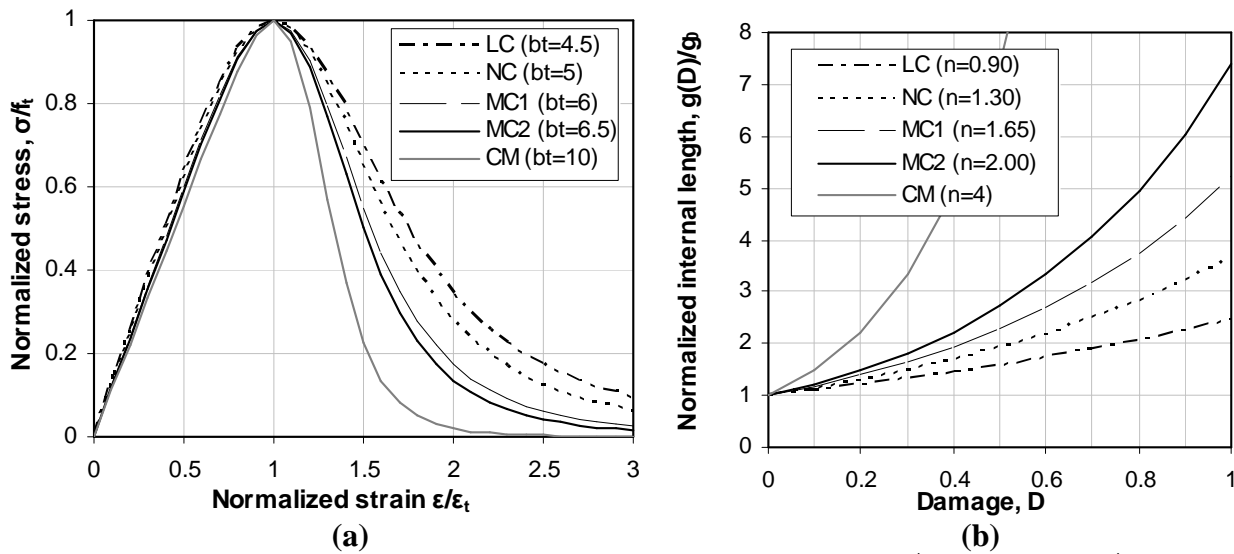 Normalized stress, σ/fₜ
1
0.8
0.6
0.4
0.2
0
LC (bt=4.5)
NC (bt=5)
MC1 (bt=6)
MC2 (bt=6.5)
CM (bt=10)
0 0.5 1 1.5 2 2.5 3
Normalized strain ε/εₜ
(a)
Normalized internal length, g(D)/g₀
8
7
6
5
4
3
2
1
0
LC (n=0.90)
NC (n=1.30)
MC1 (n=1.65)
MC2 (n=2.00)
CM (n=4)
0 0.2 0.4 0.6 0.8 1
Damage, D
(b)